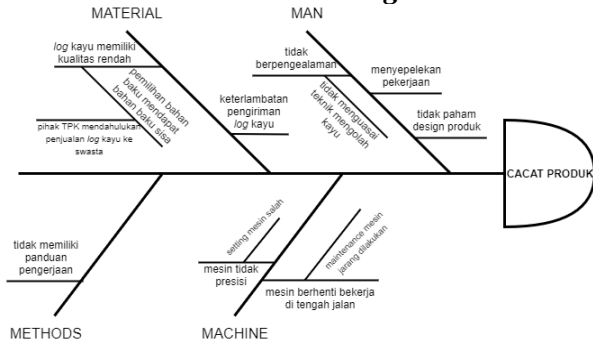 MATERIAL
MAN
log kayu memiliki
kualitas rendah
pemilihan bahan
baku mendapat
bahan baku sisa
pihak TPK mendahulukan
penjualan log kayu ke
swasta
keterlambatan
pengiriman
log kayu
tidak
berpengealaman
tidak menguasai
teknik mengolah
kayu
menyepelekan
pekerjaan
tidak paham
design produk
CACAT PRODUK
tidak memiliki
panduan
pengerjaan
setting mesin salah
mesin tidak
presisi
maintenance mesin
jarang dilakukan
mesin berhenti bekerja
di tengah jalan
METHODS
MACHINE